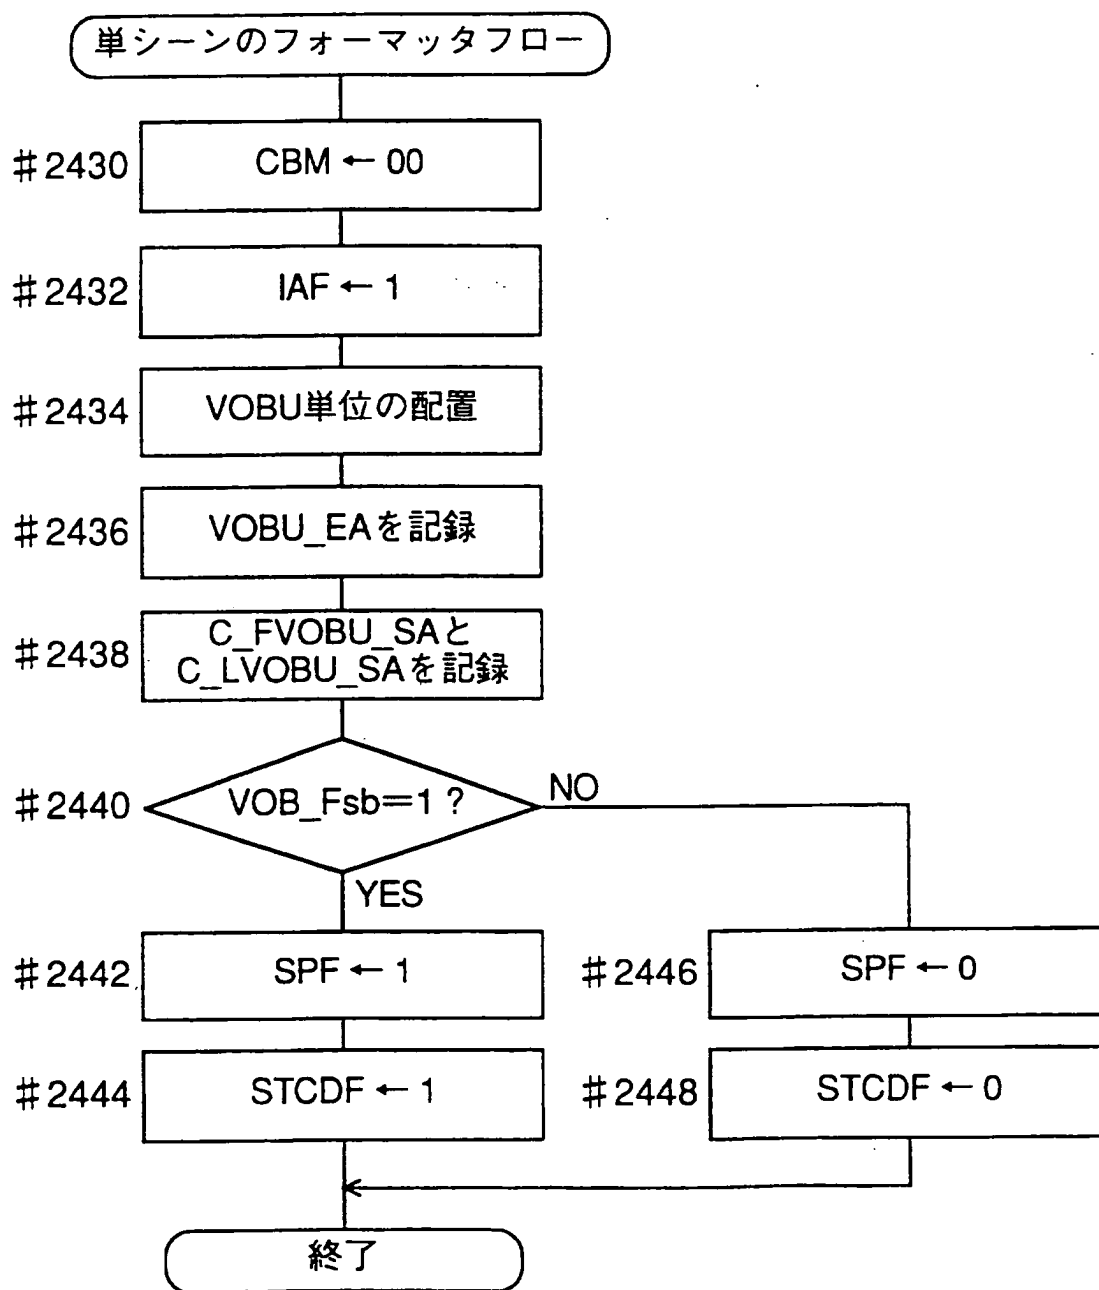 単シーンのフォーマッタフロー
#2430
CBM ← 00
#2432
IAF ← 1
#2434
VOBU単位の配置
#2436
VOBU_EAを記録
#2438
C_FVOBU_SAと
C_LVOBU_SAを記録
#2440
VOB_Fsb=1?
NO
YES
#2442
SPF ← 1
#2446
SPF ← 0
#2444
STCDF ← 1
#2448
STCDF ← 0
終了